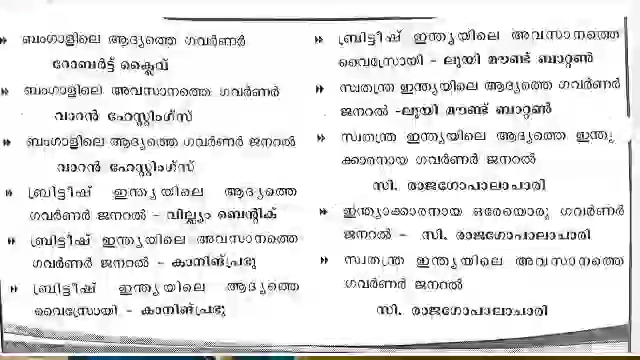 » ബംഗാളിലെ ആദ്യത്തെ ഗവർണർ
റോബർട്ട് ക്ലൈവ്
» ബംഗാളിലെ അവസാനത്തെ ഗവർണർ
വാറൻ ഹേസ്റ്റിംഗ്സ്
» ബംഗാളിലെ ആദ്യത്തെ ഗവർണർ ജനറൽ
വാറൻ ഹേസ്റ്റിംഗ്സ്
» ബ്രിട്ടീഷ് ഇന്ത്യയിലെ ആദ്യത്തെ
ഗവർണർ ജനറൽ - വില്ല്യം ബെന്റിക്
» ബ്രിട്ടീഷ് ഇന്ത്യയിലെ അവസാനത്തെ
ഗവർണർ ജനറൽ - കാനിങ്പ്രഭു
» ബ്രിട്ടീഷ് ഇന്ത്യയിലെ ആദ്യത്തെ
വൈസ്രോയി - കാനിങ്പ്രഭു
» ബ്രിട്ടീഷ് ഇന്ത്യയിലെ അവസാനത്തെ
വൈസ്രോയി - ലൂയി മൗണ്ട് ബാറ്റൺ
» സ്വതന്ത്ര ഇന്ത്യയിലെ ആദ്യത്തെ ഗവർണർ
ജനറൽ -ലൂയി മൗണ്ട് ബാറ്റൺ
» സ്വതന്ത്ര ഇന്ത്യയിലെ ആദ്യത്തെ ഇന്ത്യ
ക്കാരനായ ഗവർണർ ജനറൽ
സി. രാജഗോപാലാചാരി
» ഇന്ത്യാക്കാരനായ ഒരേയൊരു ഗവർണർ
ജനറൽ - സി. രാജഗോപാലാചാരി
» സ്വതന്ത്ര ഇന്ത്യയിലെ അവസാനത്തെ
ഗവർണർ ജനറൽ
സി. രാജഗോപാലാചാരി